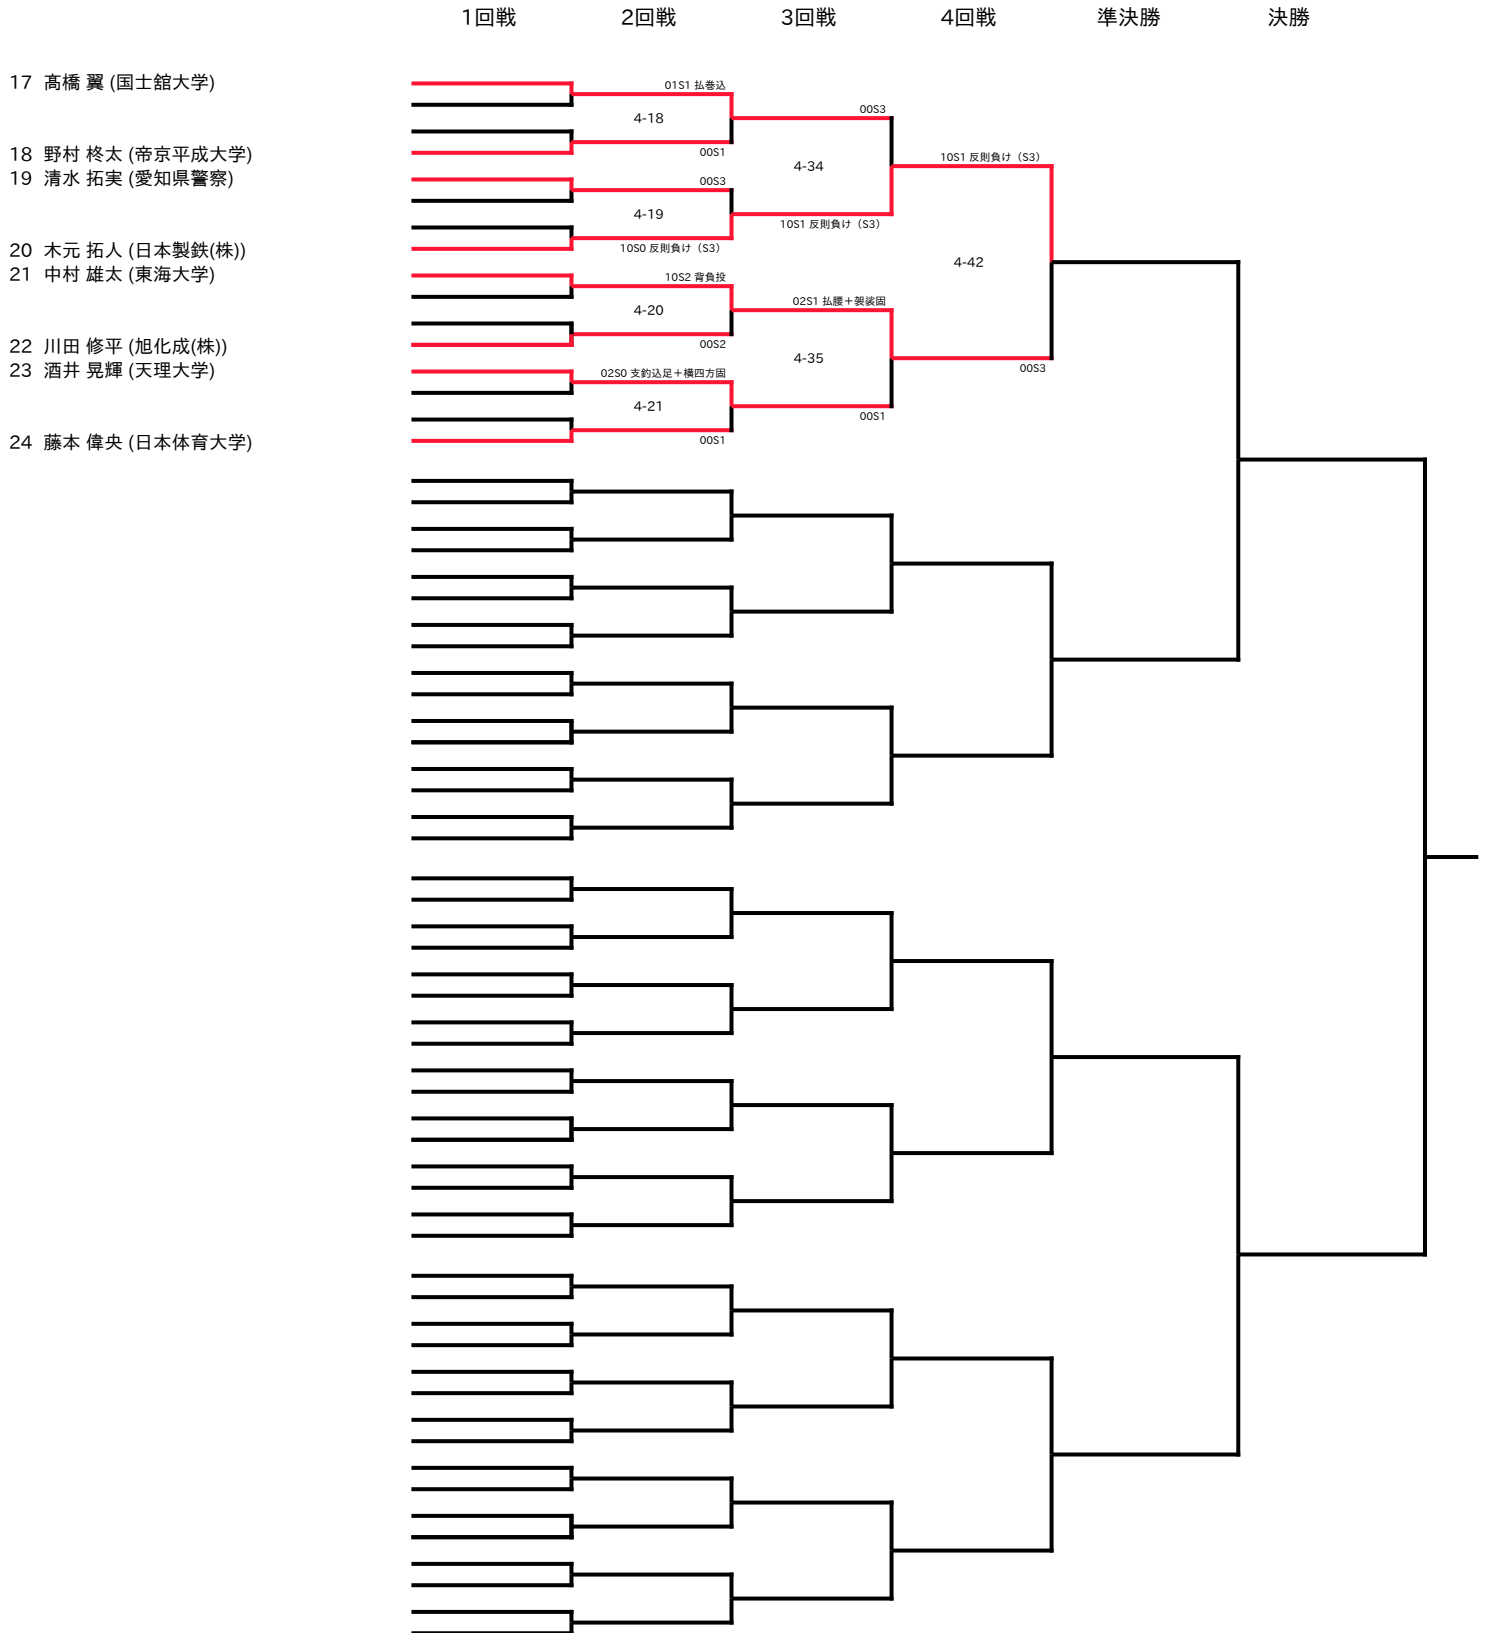 1回戦 2回戦 3回戦 4回戦 準決勝 決勝
17 髙橋 翼 (国士舘大学)
18 野村 柊太 (帝京平成大学)
19 清水 拓実 (愛知県警察)
20 木元 拓人 (日本製鉄(株))
21 中村 雄太 (東海大学)
22 川田 修平 (旭化成(株))
23 酒井 晃輝 (天理大学)
24 藤本 偉央 (日本体育大学)
01S1 払巻込
4-18
00S1
00S3
4-19
10S0 反則負け（S3）
10S2 背負投
4-20
00S2
02S0 支釣込足＋横四方固
4-21
00S1
00S3
4-34
10S1 反則負け（S3）
02S1 払腰＋袈裟固
4-35
00S1
10S1 反則負け（S3）
4-42
00S3